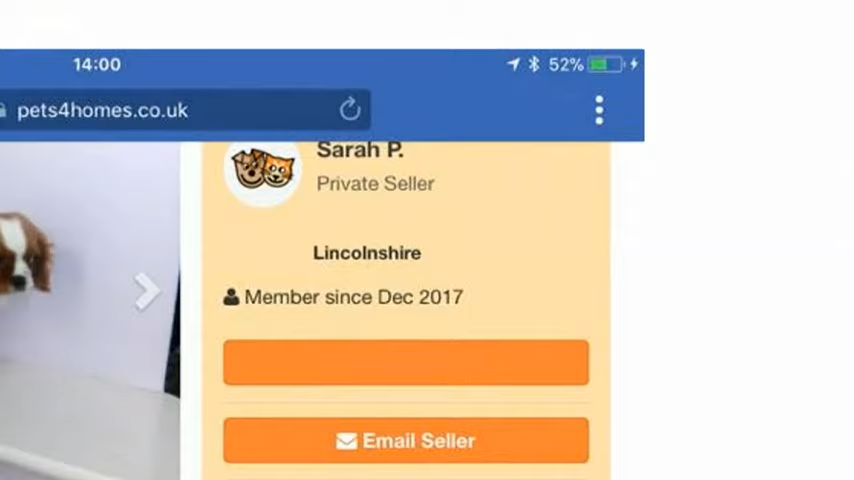 14:00
52%
pets4homes.co.uk
Sarah P.
Private Seller
Lincolnshire
Member since Dec 2017
Email Seller